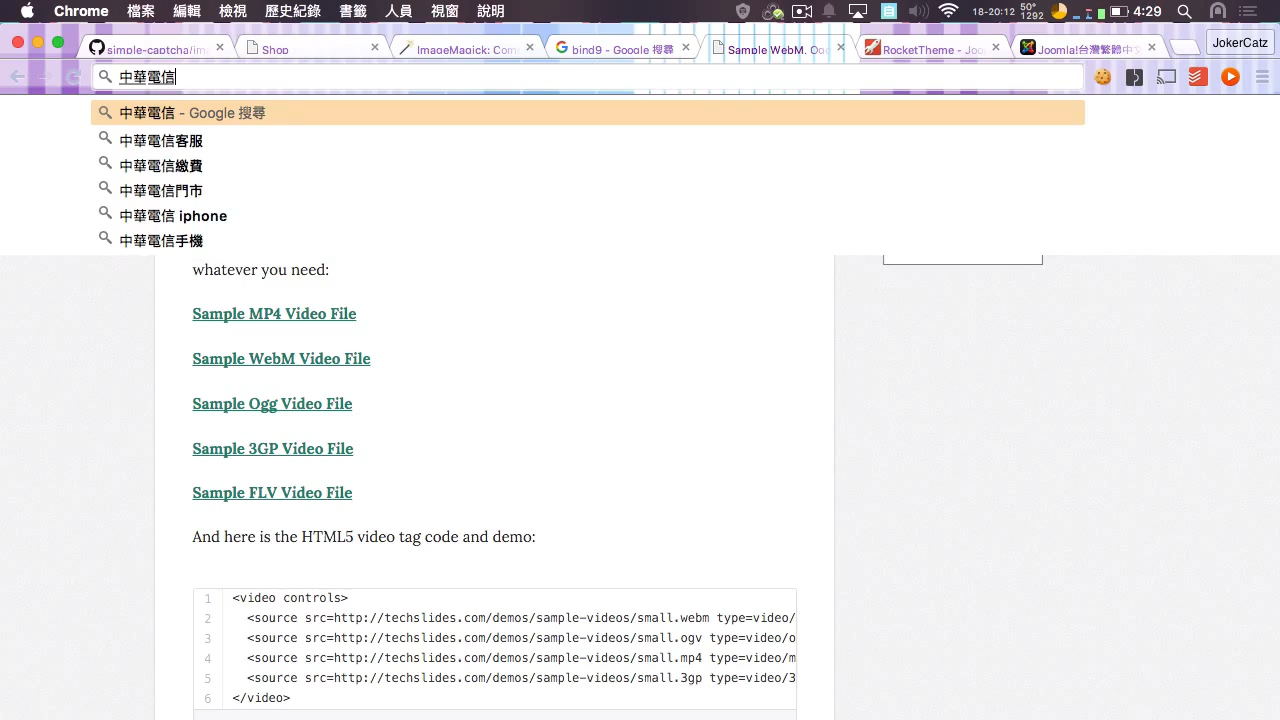 Chrome 檔案 編輯 檢視 歷史紀錄 書籤 人員 視窗 說明 18-20:12 50° 1292 4:29
simple-captcha Shop ImageMagick: Com bind9 - Google 搜尋 Sample WebM, Og RocketTheme - Joo Joomla!台灣繁體中 JokerCatz
中華電信
中華電信 - Google 搜尋
中華電信客服
中華電信繳費
中華電信門市
中華電信 iphone
中華電信手機
whatever you need:
Sample MP4 Video File
Sample WebM Video File
Sample Ogg Video File
Sample 3GP Video File
Sample FLV Video File
And here is the HTML5 video tag code and demo:
1 <video controls>
2 <source src=http://techslides.com/demos/sample-videos/small.webm type=video/
3 <source src=http://techslides.com/demos/sample-videos/small.ogv type=video/o
4 <source src=http://techslides.com/demos/sample-videos/small.mp4 type=video/m
5 <source src=http://techslides.com/demos/sample-videos/small.3gp type=video/3
6 </video>